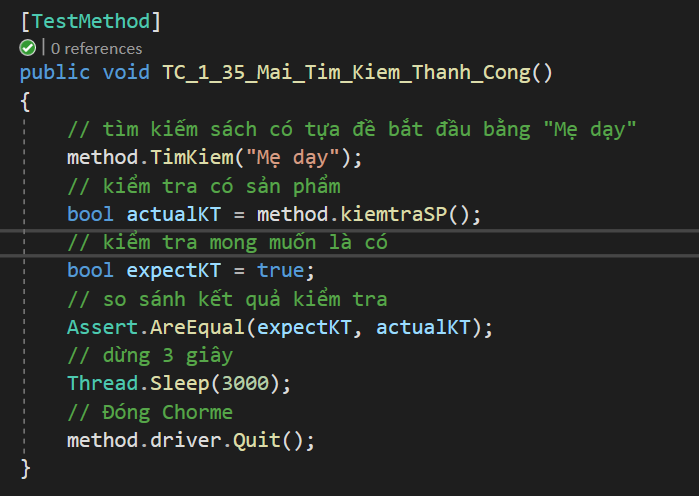 [TestMethod]
| 0 references
public void TC_1_35_Mai_Tim_Kiem_Thanh_Cong()
{
// tìm kiếm sách có tựa đề bắt đầu bằng "Mẹ dạy"
method.TimKiem("Mẹ dạy");
// kiểm tra có sản phẩm
bool actualKT = method.kiemtraSP();
// kiểm tra mong muốn là có
bool expectKT = true;
// so sánh kết quả kiểm tra
Assert.AreEqual(expectKT, actualKT);
// dừng 3 giây
Thread.Sleep(3000);
// Đóng Chorme
method.driver.Quit();
}